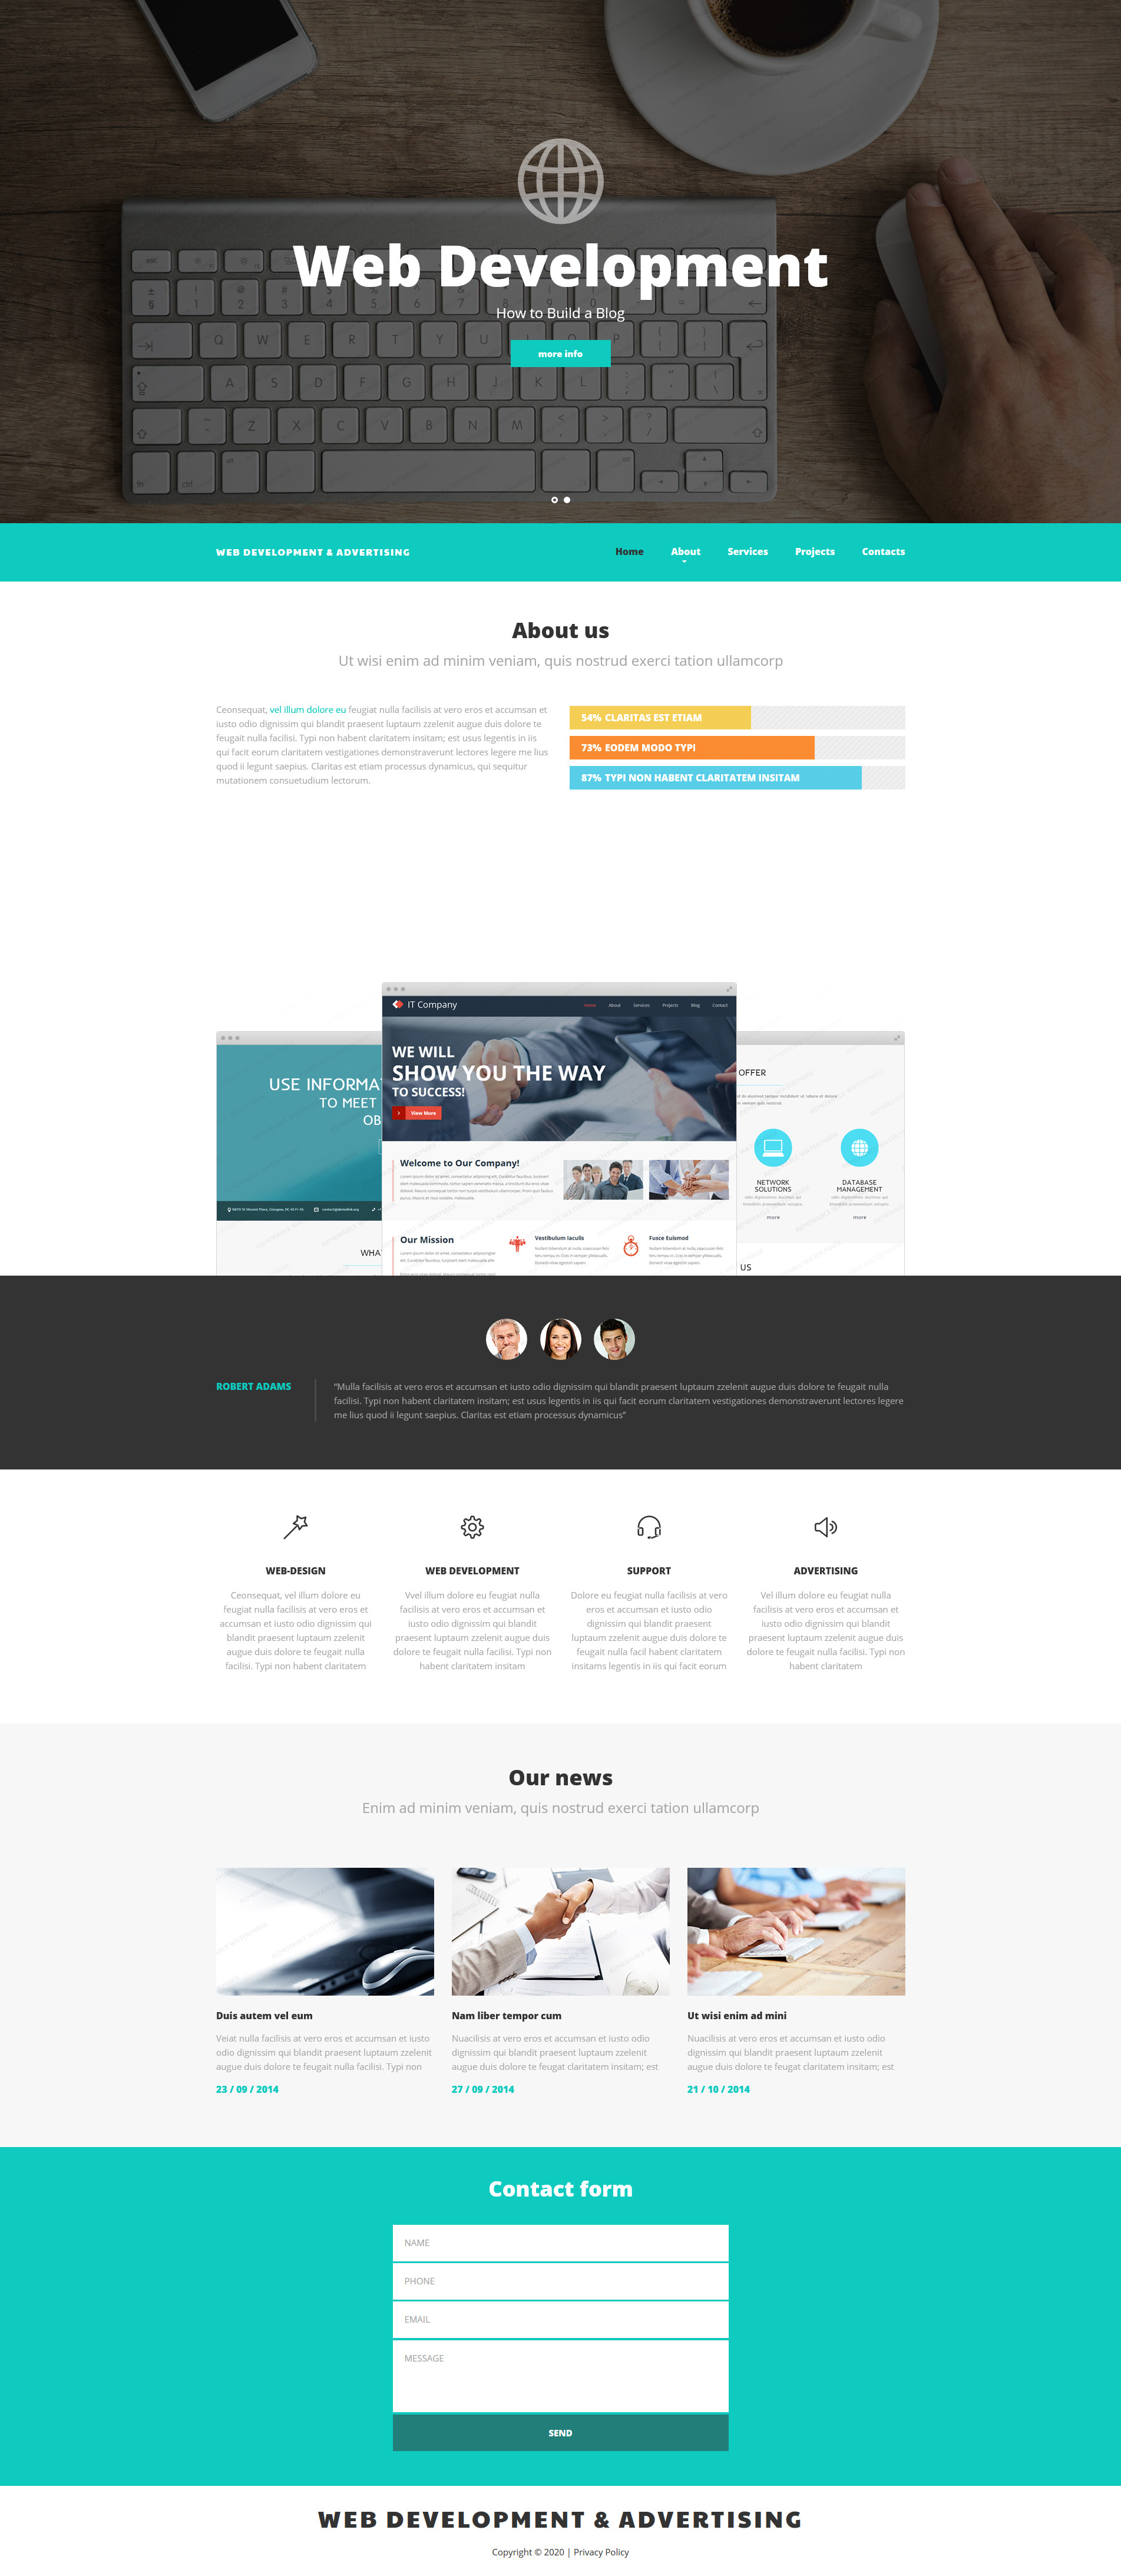 Web Development
How to Build a Blog
more info
WEB DEVELOPMENT & ADVERTISING
Home About Services Projects Contacts
About us
Ut wisi enim ad minim veniam, quis nostrud exerci tation ullamcorp
Ceonsequat, vel illum dolore eu feugiat nulla facilisis at vero eros et accumsan et
iusto odio dignissim qui blandit praesent luptaum zzelenit augue duis dolore te
feugait nulla facilisi. Typi non habent claritatem insitam; est usus legentis in iis
qui facit eorum claritatem vestigationes demonstraverunt lectores legere me lius
quod ii legunt saepius. Claritas est etiam processus dynamicus, qui sequitur
mutationem consuetudium lectorum.
54% CLARITAS EST ETIAM
73% EODEM MODO TYPI
87% TYPI NON HABENT CLARITATEM INSITAM
IT Company
Home About Services Projects Blog Contact
WE WILL
SHOW YOU THE WAY
TO SUCCESS!
View More
USE INFORMA
TO MEET
OB
OFFER
NETWORK
SOLUTIONS
DATABASE
MANAGEMENT
more
more
Welcome to Our Company!
Our Mission
Vestibulum Iaculis
Fusce Euismod
WHA
US
ROBERT ADAMS
“Mulla facilisis at vero eros et accumsan et iusto odio dignissim qui blandit praesent luptaum zzelenit augue duis dolore te feugait nulla
facilisi. Typi non habent claritatem insitam; est usus legentis in iis qui facit eorum claritatem vestigationes demonstraverunt lectores legere
me lius quod ii legunt saepius. Claritas est etiam processus dynamicus”
WEB-DESIGN
Ceonsequat, vel illum dolore eu
feugiat nulla facilisis at vero eros et
accumsan et iusto odio dignissim qui
blandit praesent luptaum zzelenit
augue duis dolore te feugait nulla
facilisi. Typi non habent claritatem
WEB DEVELOPMENT
Vvel illum dolore eu feugiat nulla
facilisis at vero eros et accumsan et
iusto odio dignissim qui blandit
praesent luptaum zzelenit augue duis
dolore te feugait nulla facilisi. Typi non
habent claritatem insitam
SUPPORT
Dolore eu feugiat nulla facilisis at vero
eros et accumsan et iusto odio
dignissim qui blandit praesent
luptaum zzelenit augue duis dolore te
feugait nulla facil habent claritatem
insitams legentis in iis qui facit eorum
ADVERTISING
Vel illum dolore eu feugiat nulla
facilisis at vero eros et accumsan et
iusto odio dignissim qui blandit
praesent luptaum zzelenit augue duis
dolore te feugait nulla facilisi. Typi non
habent claritatem
Our news
Enim ad minim veniam, quis nostrud exerci tation ullamcorp
Duis autem vel eum
Veiat nulla facilisis at vero eros et accumsan et iusto
odio dignissim qui blandit praesent luptatum zzelenit
augue duis dolore te feugait nulla facilisi. Typi non
23 / 09 / 2014
Nam liber tempor cum
Nuacilisis at vero eros et accumsan et iusto odio
dignissim qui blandit praesent luptaum zzelenit
augue duis dolore te feugat claritatem insitam; est
27 / 09 / 2014
Ut wisi enim ad mini
Nuacilisis at vero eros et accumsan et iusto odio
dignissim qui blandit praesent luptaum zzelenit
augue duis dolore te feugat claritatem insitam; est
21 / 10 / 2014
Contact form
NAME
PHONE
EMAIL
MESSAGE
SEND
WEB DEVELOPMENT & ADVERTISING
Copyright © 2020 | Privacy Policy